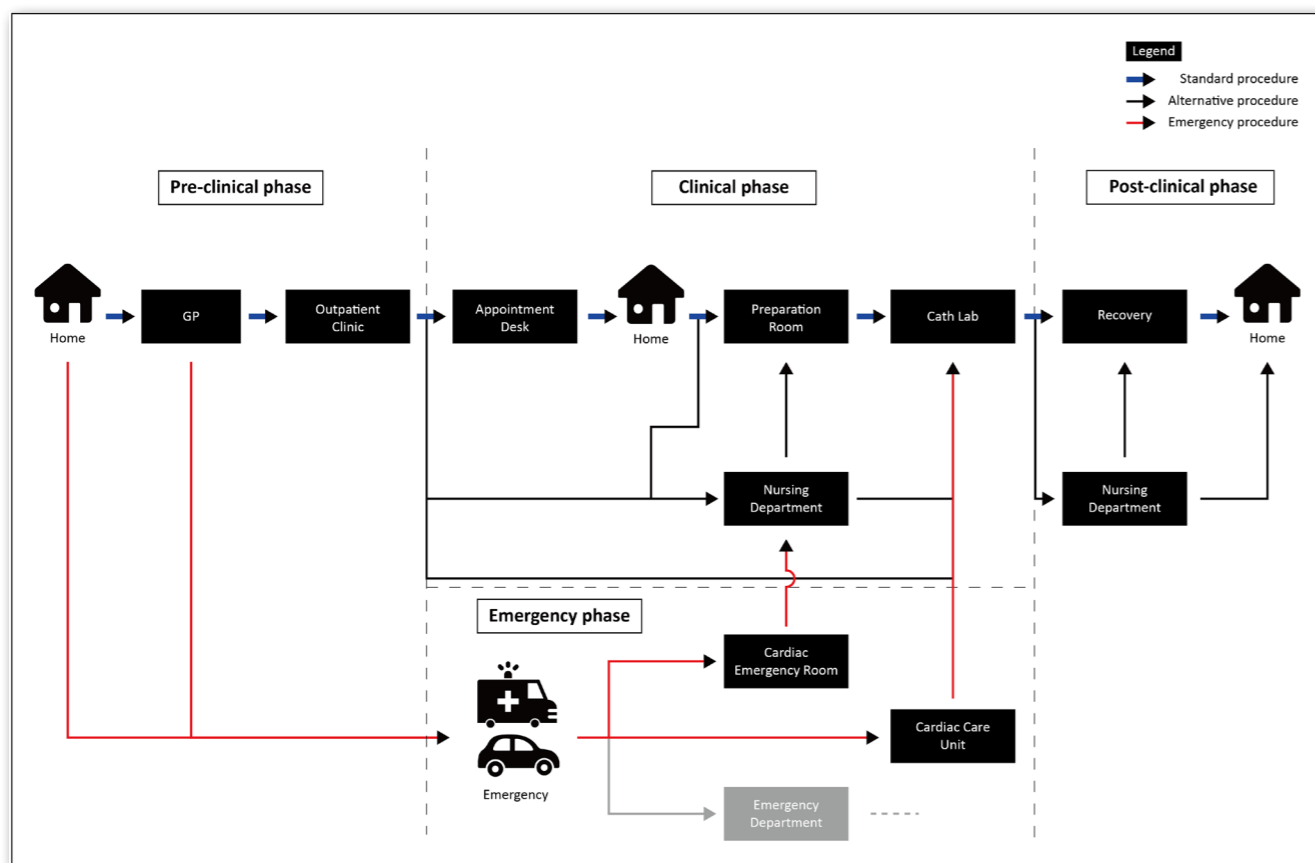 Legend
Standard procedure
Alternative procedure
Emergency procedure
Pre-clinical phase
Clinical phase
Post-clinical phase
Home
GP
Outpatient
Clinic
Appointment
Desk
Home
Preparation
Room
Cath Lab
Recovery
Home
Nursing
Department
Nursing
Department
Emergency phase
Cardiac
Emergency Room
Cardiac Care
Unit
Emergency
Emergency
Department